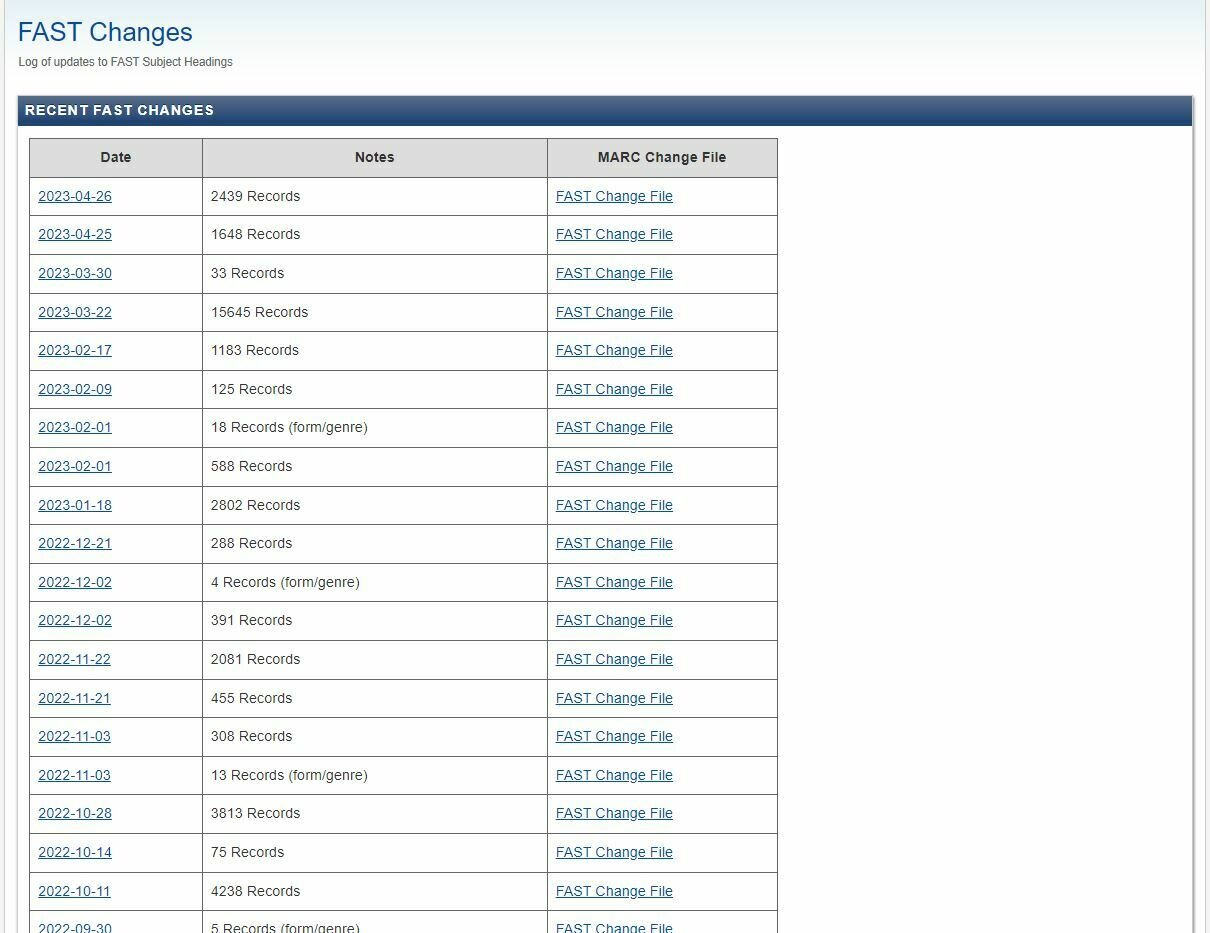 FAST Changes
Log of updates to FAST Subject Headings
RECENT FAST CHANGES
Date Notes MARC Change File
2023-04-26 2439 Records FAST Change File
2023-04-25 1648 Records FAST Change File
2023-03-30 33 Records FAST Change File
2023-03-22 15645 Records FAST Change File
2023-02-17 1183 Records FAST Change File
2023-02-09 125 Records FAST Change File
2023-02-01 18 Records (form/genre) FAST Change File
2023-02-01 588 Records FAST Change File
2023-01-18 2802 Records FAST Change File
2022-12-21 288 Records FAST Change File
2022-12-02 4 Records (form/genre) FAST Change File
2022-12-02 391 Records FAST Change File
2022-11-22 2081 Records FAST Change File
2022-11-21 455 Records FAST Change File
2022-11-03 308 Records FAST Change File
2022-11-03 13 Records (form/genre) FAST Change File
2022-10-28 3813 Records FAST Change File
2022-10-14 75 Records FAST Change File
2022-10-11 4238 Records FAST Change File
2022-09-30 5 Records (form/genre) FAST Change File